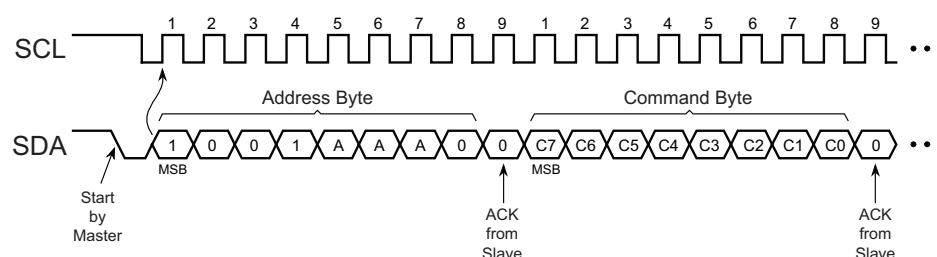 1 2 3 4 5 6 7 8 9 1 2 3 4 5 6 7 8 9
SCL
Address Byte Command Byte
SDA 1 0 0 1 A A A 0 0 C7 C6 C5 C4 C3 C2 C1 C0 0
MSB MSB
Start
by
Master
ACK
from
Slave
ACK
from
Slave